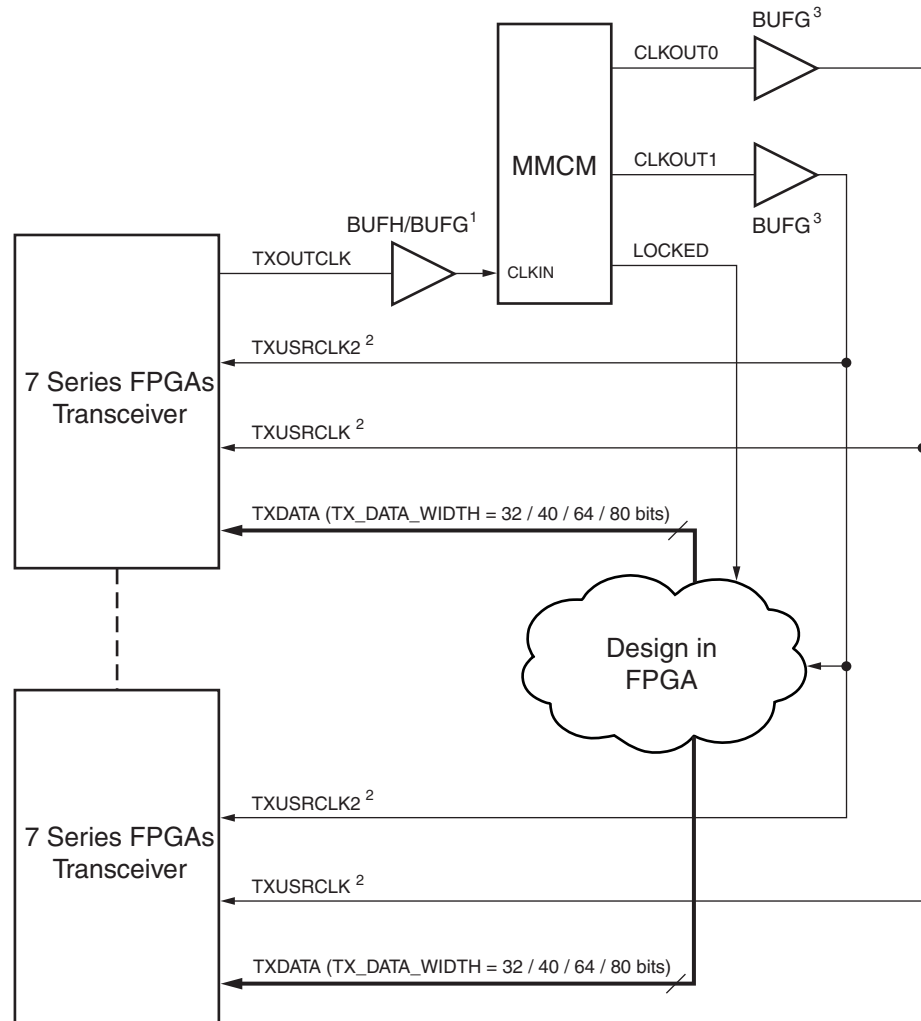 BUFG3
CLKOUT0
MMCM
CLKOUT1
BUFG3
BUFH/BUFG1
LOCKED
TXOUTCLK
CLKIN
TXUSRCLK2 2
7 Series FPGAs
Transceiver
TXUSRCLK 2
TXDATA (TX_DATA_WIDTH = 32 / 40 / 64 / 80 bits)
Design in
FPGA
TXUSRCLK2 2
7 Series FPGAs
Transceiver
TXUSRCLK 2
TXDATA (TX_DATA_WIDTH = 32 / 40 / 64 / 80 bits)